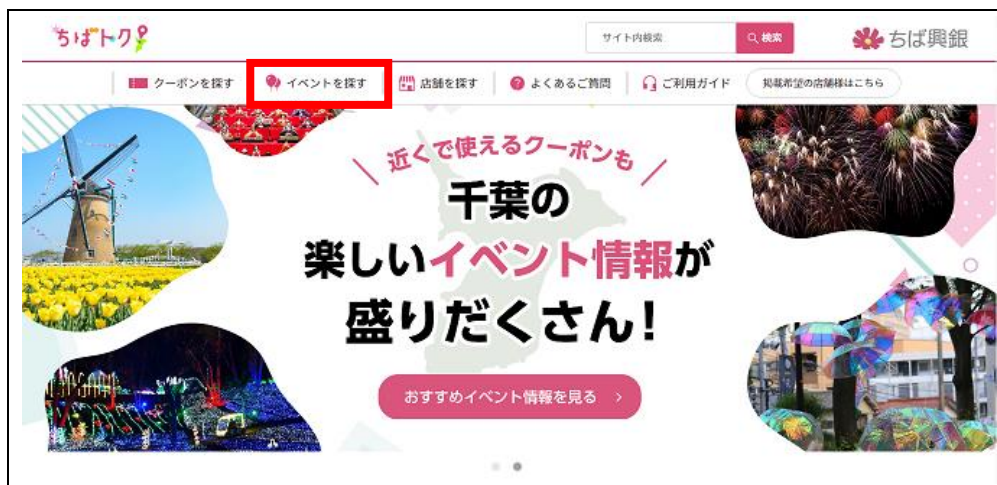 ちばトク
サイト内検索
検索
ちば興銀
クーポンを探す
イベントを探す
店舗を探す
よくあるご質問
ご利用ガイド
掲載希望の店舗様はこちら
近くで使えるクーポンも
千葉の
楽しいイベント情報が
盛りだくさん!
おすすめイベント情報を見る